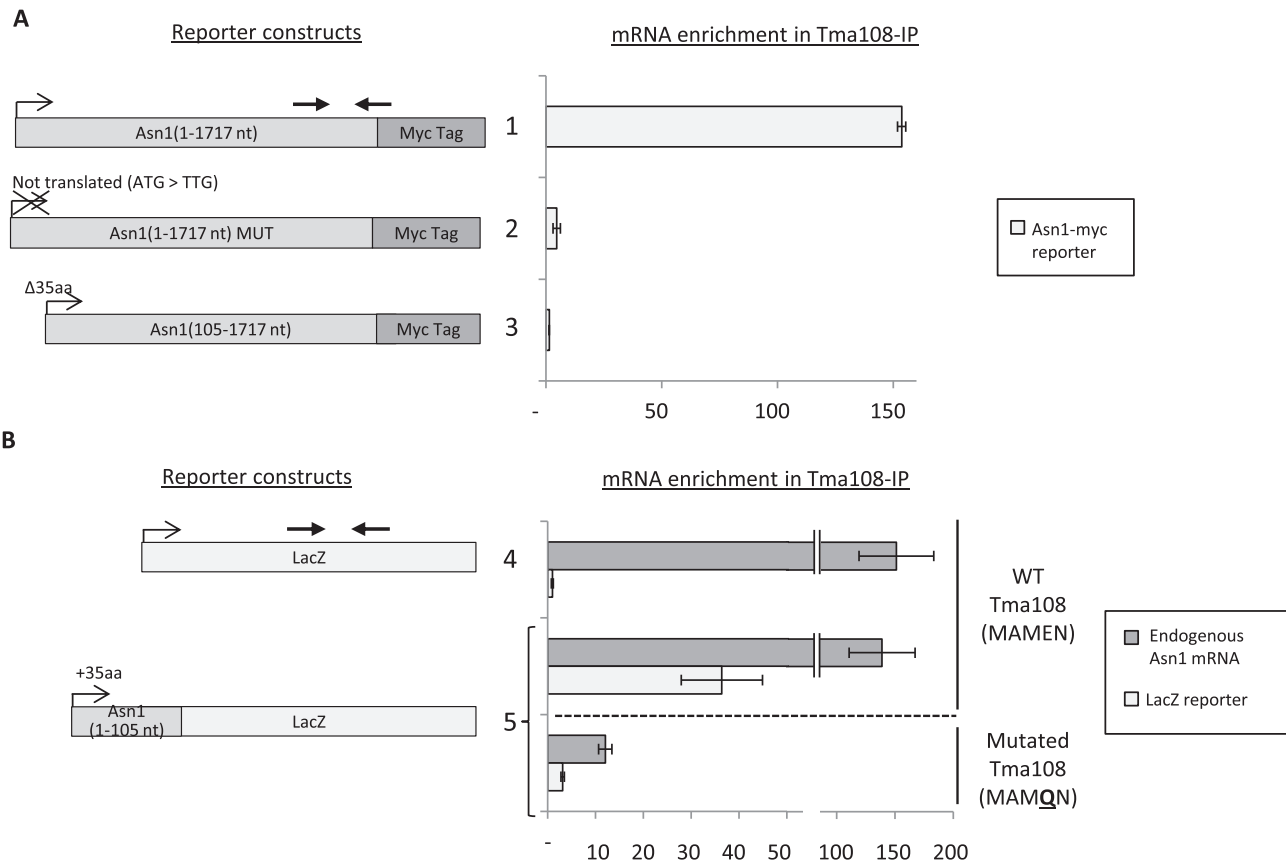 A
Reporter constructs
mRNA enrichment in Tma108-IP
Asn1(1-1717 nt)
Myc Tag
1
Not translated (ATG > TTG)
Asn1(1-1717 nt) MUT
Myc Tag
2
Asn1-myc
reporter
Δ35aa
Asn1(105-1717 nt)
Myc Tag
3
- 50 100 150
B
Reporter constructs
mRNA enrichment in Tma108-IP
LacZ
4
WT
Tma108
(MAMEN)
Endogenous
Asn1 mRNA
LacZ reporter
+35aa
Asn1
(1-105 nt)
LacZ
5
Mutated
Tma108
(MAMQN)
- 10 20 30 40 50 100 150 200